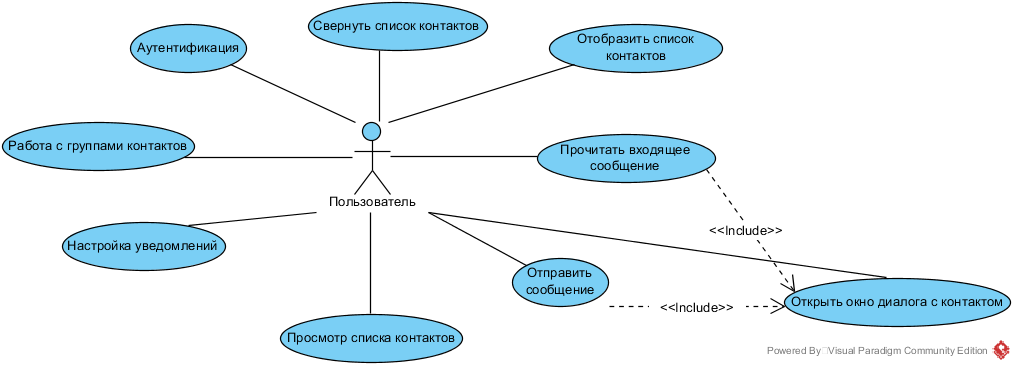 Свернуть список контактов
Аутентификация
Отобразить список
контактов
Работа с группами контактов
Прочитать входящее
сообщение
Пользователь
<<Include>>
Настройка уведомлений
Отправить
сообщение
<<Include>>
Открыть окно диалога с контактом
Просмотр списка контактов
Powered By Visual Paradigm Community Edition